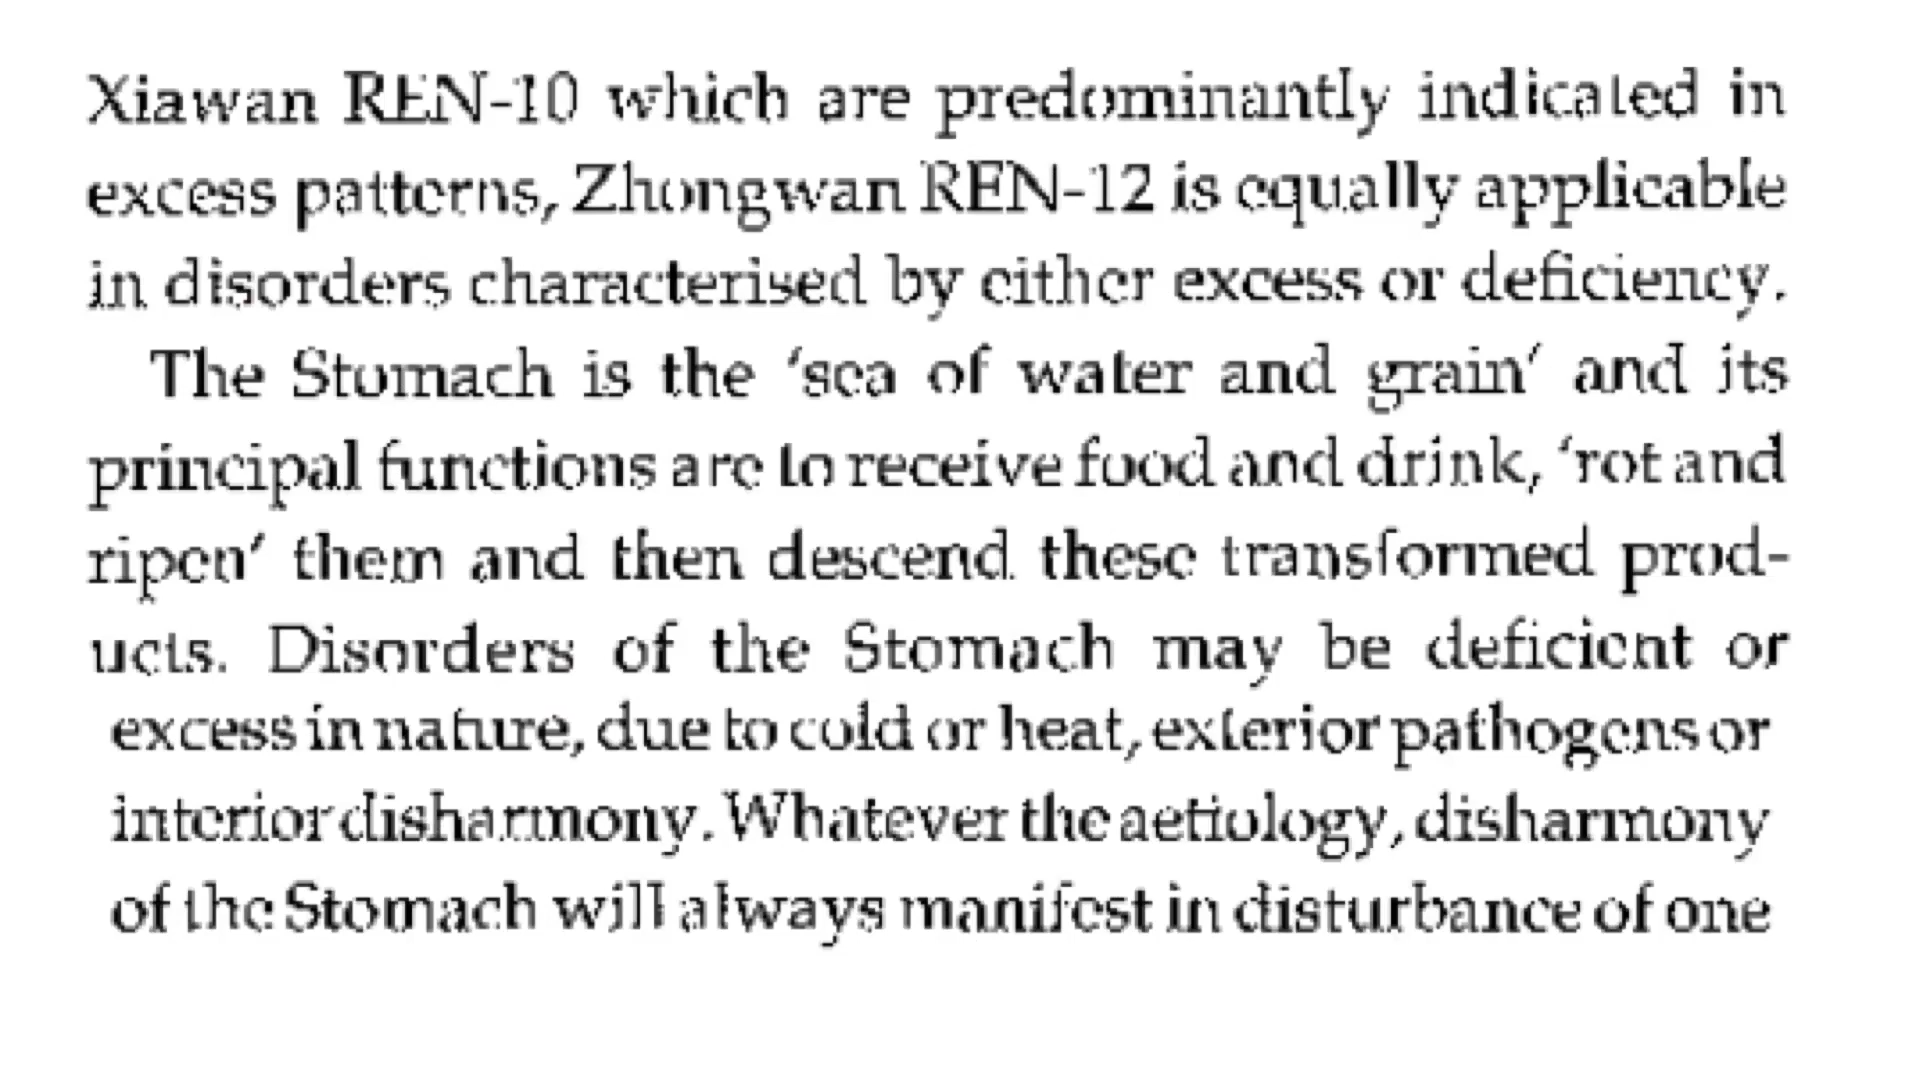 Xiawan REN-10 which are predominantly indicated in
excess patterns, Zhongwan REN-12 is equally applicable
in disorders characterised by either excess or deficiency.
The Stomach is the ‘sea of water and grain’ and its
principal functions are to receive food and drink, ‘rot and
ripen’ them and then descend these transformed prod-
ucts. Disorders of the Stomach may be deficient or
excess in nature, due to cold or heat, exterior pathogens or
interior disharmony. Whatever the aetiology, disharmony
of the Stomach will always manifest in disturbance of one